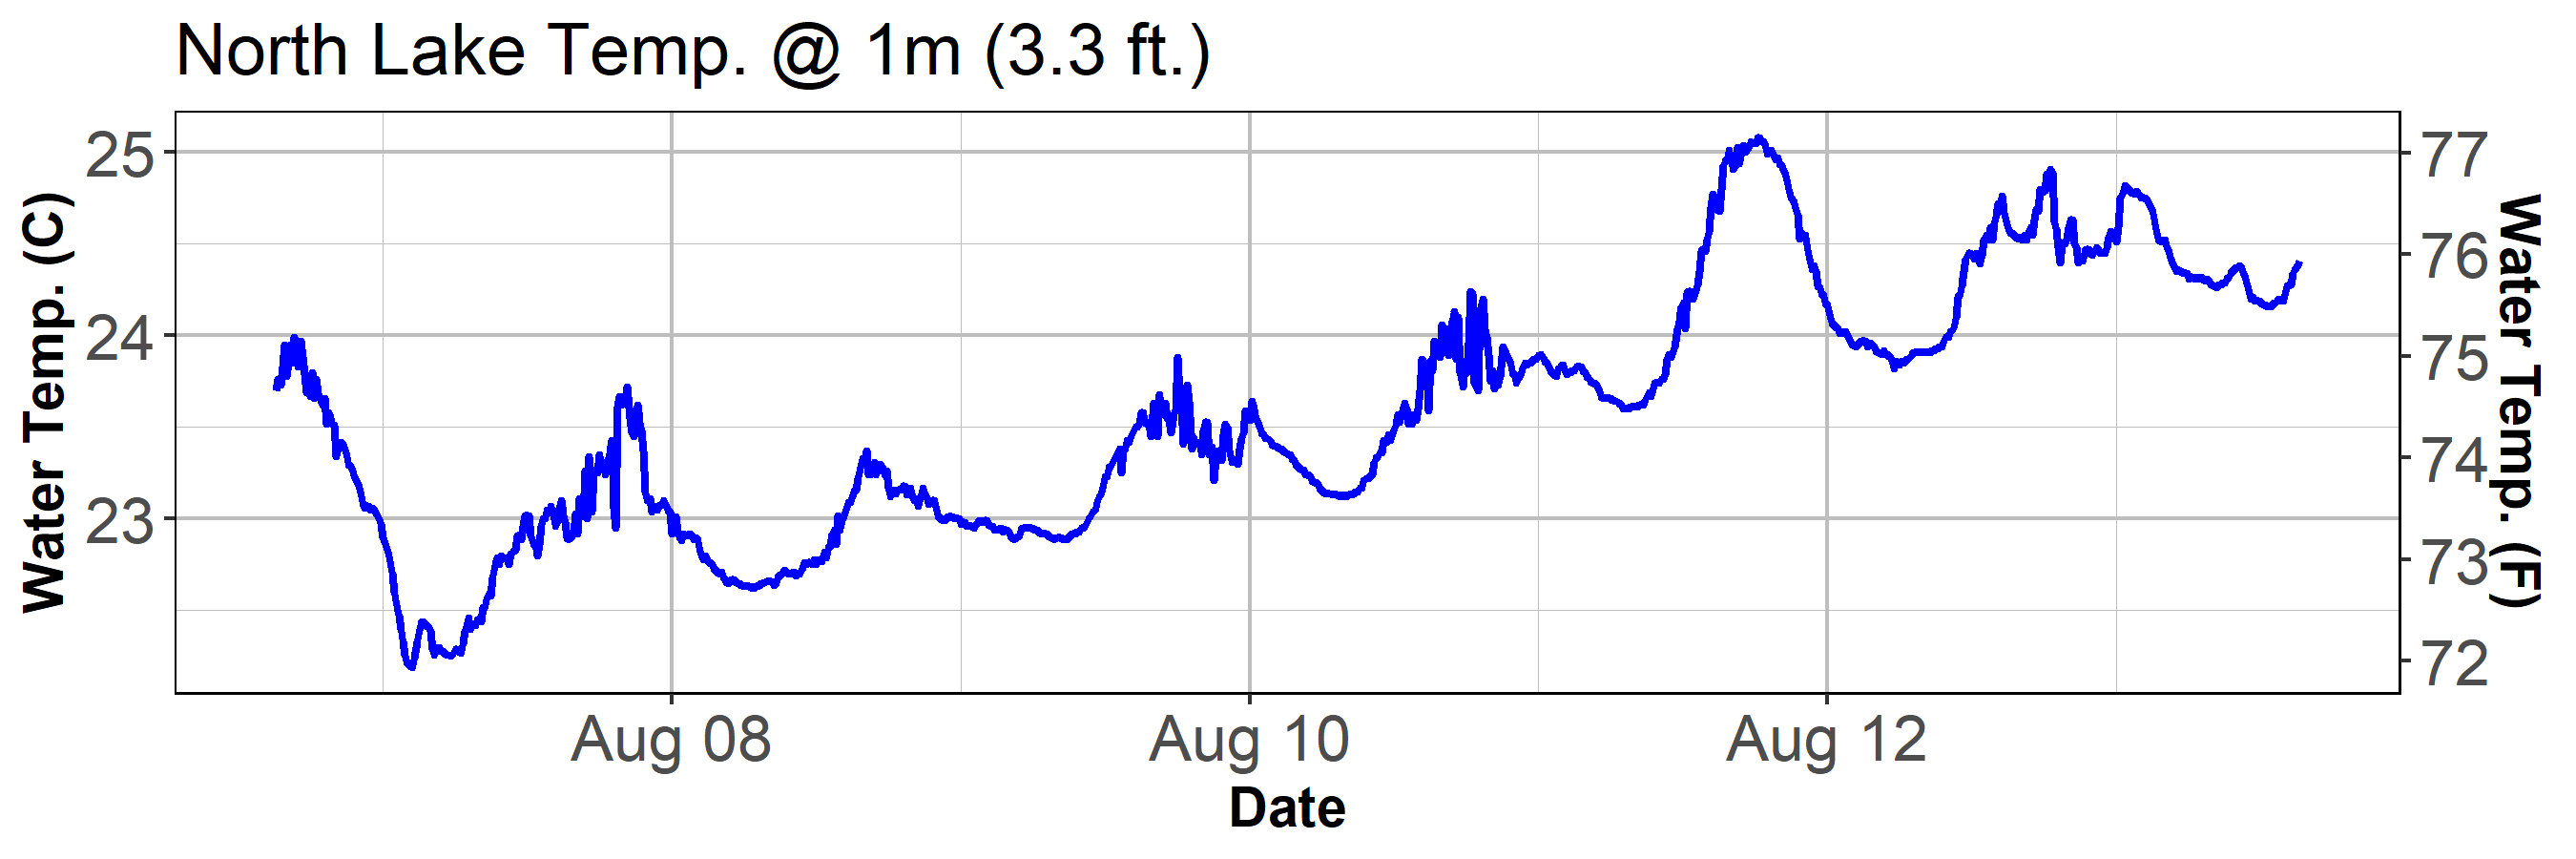 North Lake Temp. @ 1m (3.3 ft.)
Water Temp. (C)
25
24
23
77
76
75
74
73
72
Water Temp. (F)
Aug 08
Aug 10
Aug 12
Date